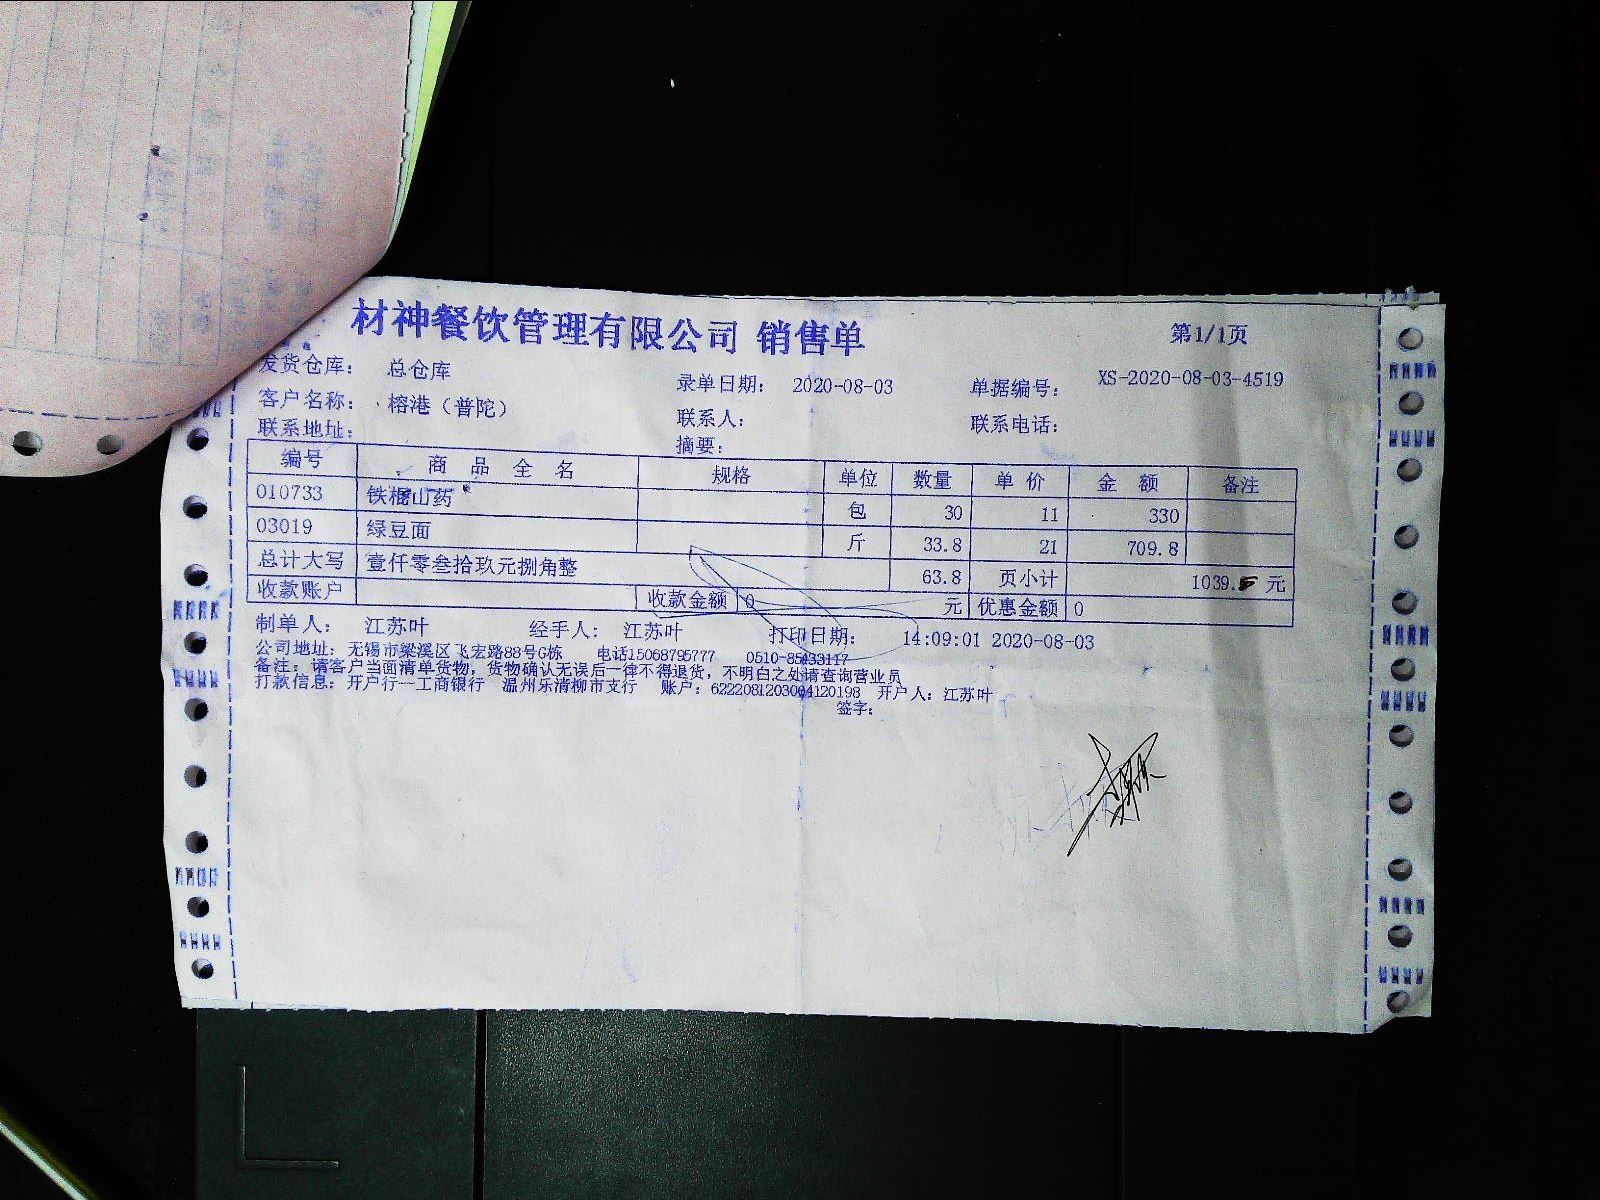 材神餐饮管理有限公司 销售单 第1/1页
发货仓库： 总仓库 录单日期： 2020-08-03 单据编号： XS-2020-08-03-4519
客户名称： 榕港（普陀） 联系人： 联系电话：
联系地址： 摘要：
编号 商品全名 规格 单位 数量 单价 金额 备注
010733 铁棍山药 包 30 11 330
03019 绿豆面 斤 33.8 21 709.8
总计大写 壹仟零叁拾玖元捌角整 63.8 页小计 1039. 元
收款账户 收款金额 0 元 优惠金额 0
制单人： 江苏叶 经手人： 江苏叶 打印日期： 14:09:01 2020-08-03
公司地址：无锡市梁溪区飞宏路88号G栋 电话15068795777 0510-85433117
备注：请客户当面清单货物，货物确认无误后一律不得退货，不明白之处请查询营业员
打款信息：开户行一工商银行 温州乐清柳市支行 账户：6222081203004120198 开户人：江苏叶
签字：